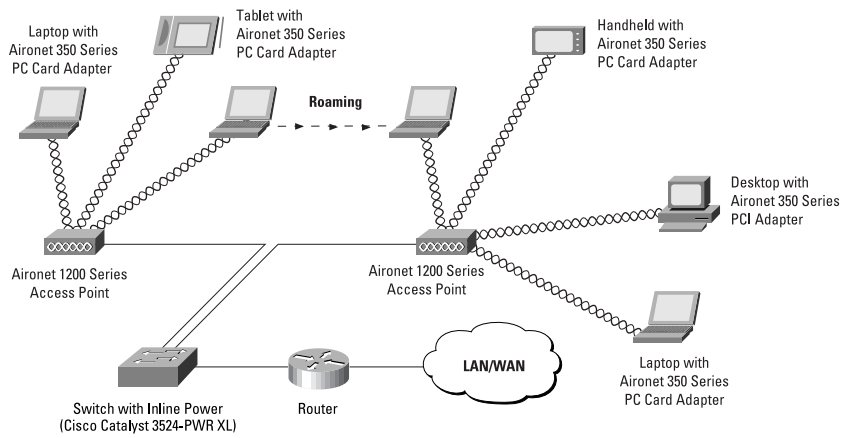 Laptop with
Aironet 350 Series
PC Card Adapter
Tablet with
Aironet 350 Series
PC Card Adapter
Handheld with
Aironet 350 Series
PC Card Adapter
Roaming
Desktop with
Aironet 350 Series
PCI Adapter
Aironet 1200 Series
Access Point
Aironet 1200 Series
Access Point
LAN/WAN
Laptop with
Aironet 350 Series
PC Card Adapter
Switch with Inline Power
(Cisco Catalyst 3524-PWR XL)
Router